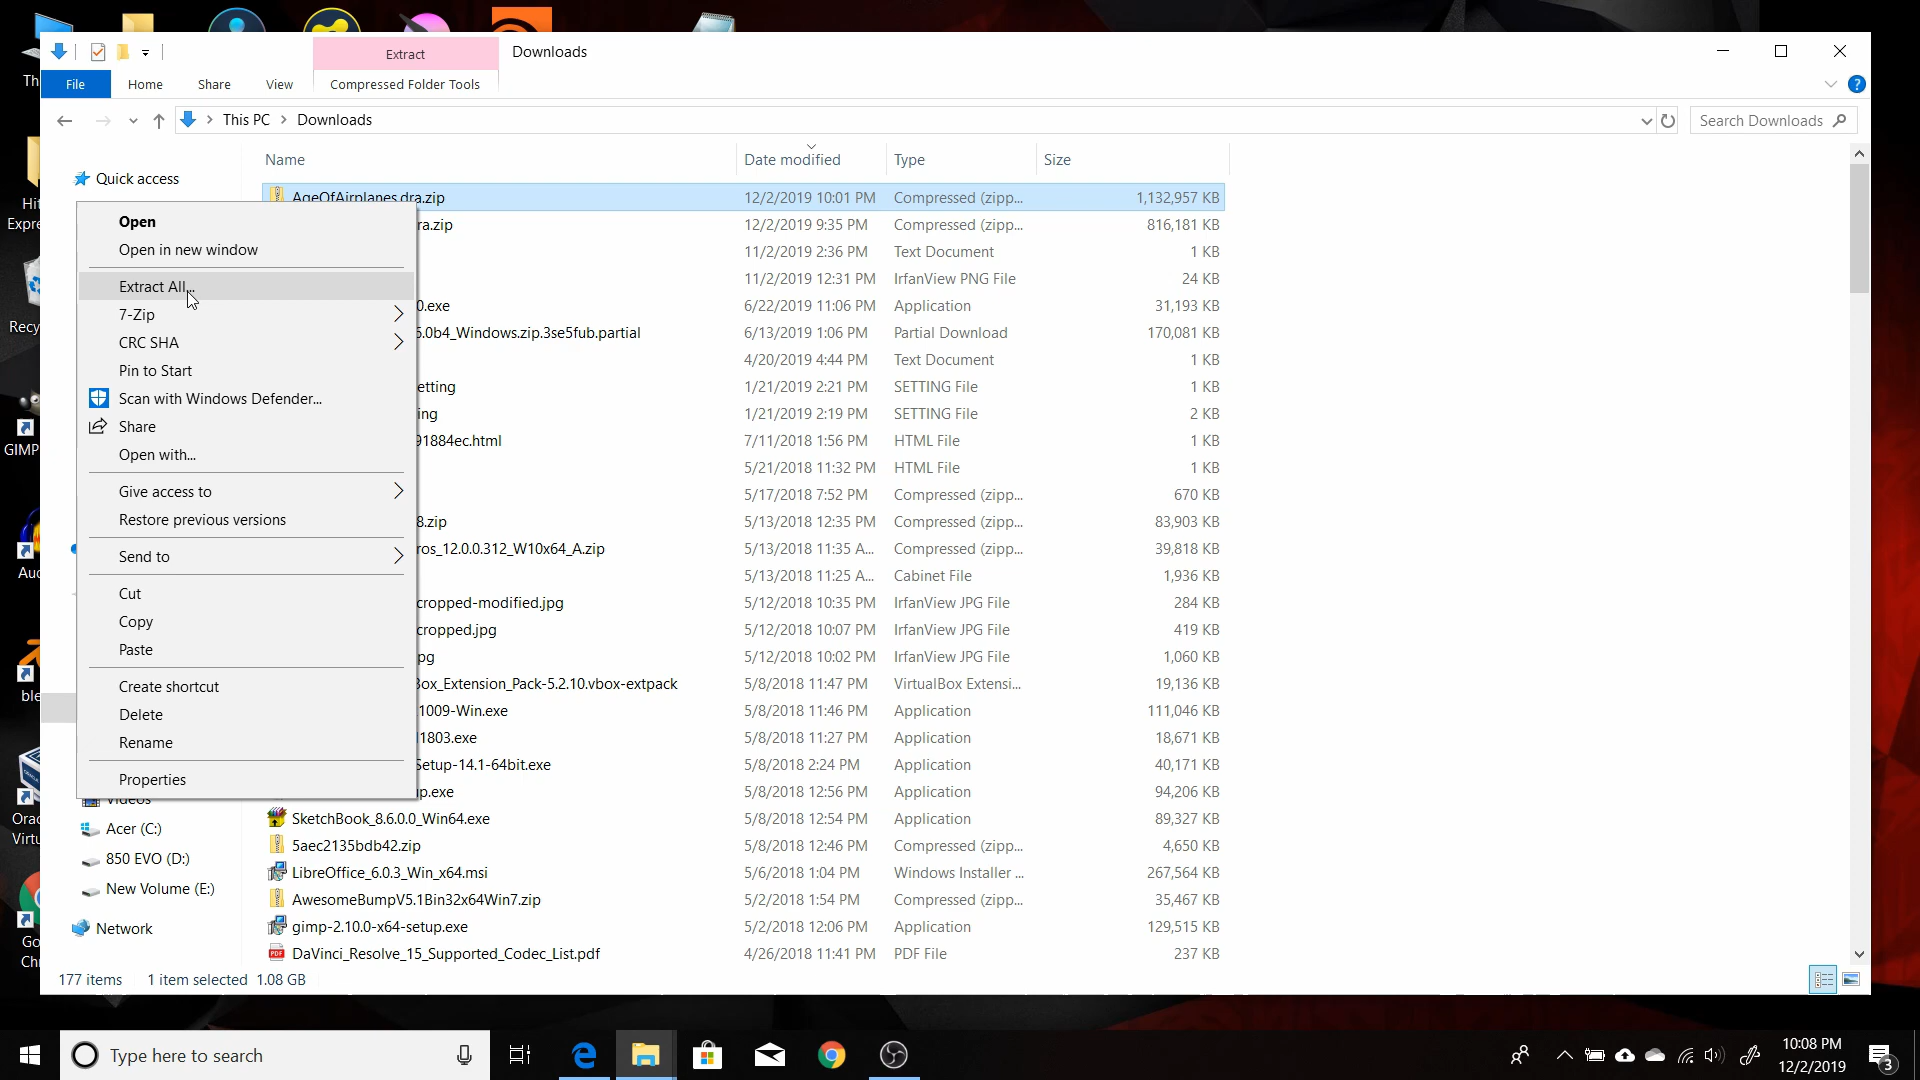 Extract
Downloads
File
Home
Share
View
Compressed Folder Tools
This PC
Downloads
Search Downloads
Name
Date modified
Type
Size
Quick access
AgeOfAirplanes.dra.zip 12/2/2019 10:01 PM Compressed (zipp... 1,132,957 KB
ra.zip 12/2/2019 9:35 PM Compressed (zipp... 816,181 KB
11/2/2019 2:36 PM Text Document 1 KB
11/2/2019 12:31 PM IrfanView PNG File 24 KB
0.exe 6/22/2019 11:06 PM Application 31,193 KB
5.0b4_Windows.zip.3se5fub.partial 6/13/2019 1:06 PM Partial Download 170,081 KB
4/20/2019 4:44 PM Text Document 1 KB
etting 1/21/2019 2:21 PM SETTING File 1 KB
ing 1/21/2019 2:19 PM SETTING File 2 KB
91884ec.html 7/11/2018 1:56 PM HTML File 1 KB
5/21/2018 11:32 PM HTML File 1 KB
5/17/2018 7:52 PM Compressed (zipp... 670 KB
8.zip 5/13/2018 12:35 PM Compressed (zipp... 83,903 KB
ros_12.0.0.312_W10x64_A.zip 5/13/2018 11:35 A... Compressed (zipp... 39,818 KB
5/13/2018 11:25 A... Cabinet File 1,936 KB
cropped-modified.jpg 5/12/2018 10:35 PM IrfanView JPG File 284 KB
cropped.jpg 5/12/2018 10:07 PM IrfanView JPG File 419 KB
pg 5/12/2018 10:02 PM IrfanView JPG File 1,060 KB
Box_Extension_Pack-5.2.10.vbox-extpack 5/8/2018 11:47 PM VirtualBox Extensi... 19,136 KB
1009-Win.exe 5/8/2018 11:46 PM Application 111,046 KB
1803.exe 5/8/2018 11:27 PM Application 18,671 KB
Setup-14.1-64bit.exe 5/8/2018 2:24 PM Application 40,171 KB
p.exe 5/8/2018 12:56 PM Application 94,206 KB
SketchBook_8.6.0.0_Win64.exe 5/8/2018 12:54 PM Application 89,327 KB
5aec2135bdb42.zip 5/8/2018 12:46 PM Compressed (zipp... 4,650 KB
LibreOffice_6.0.3_Win_x64.msi 5/6/2018 1:04 PM Windows Installer ... 267,564 KB
AwesomeBumpV5.1Bin32x64Win7.zip 5/2/2018 1:54 PM Compressed (zipp... 35,467 KB
gimp-2.10.0-x64-setup.exe 5/2/2018 12:06 PM Application 129,515 KB
DaVinci_Resolve_15_Supported_Codec_List.pdf 4/26/2018 11:41 PM PDF File 237 KB
Open
Open in new window
Extract All...
7-Zip
CRC SHA
Pin to Start
Scan with Windows Defender...
Share
Open with...
Give access to
Restore previous versions
Send to
Cut
Copy
Paste
Create shortcut
Delete
Rename
Properties
Videos
Acer (C:)
850 EVO (D:)
New Volume (E:)
Network
177 items 1 item selected 1.08 GB
Th
Hit
Expre
Recy
GIMP
Auc
ble
Orac
Virtu
Go
Chr
Type here to search
10:08 PM
12/2/2019
3